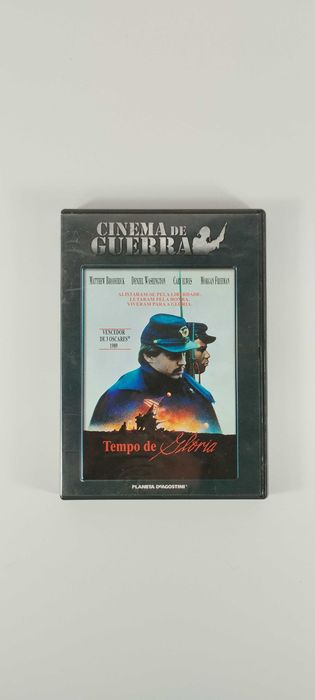 CINEMA DE
GUERRA
MATTHEW BRODERICK DENZEL WASHINGTON CARY ELWES MORGAN FREEMAN
ALISTARAM-SE PELA LIBERDADE.
LUTARAM PELA HONRA.
VIVERAM PARA A GLÓRIA.
VENCEDOR
DE 3 OSCARES
1989
Tempo de Glória
PLANETA DEAGOSTINI